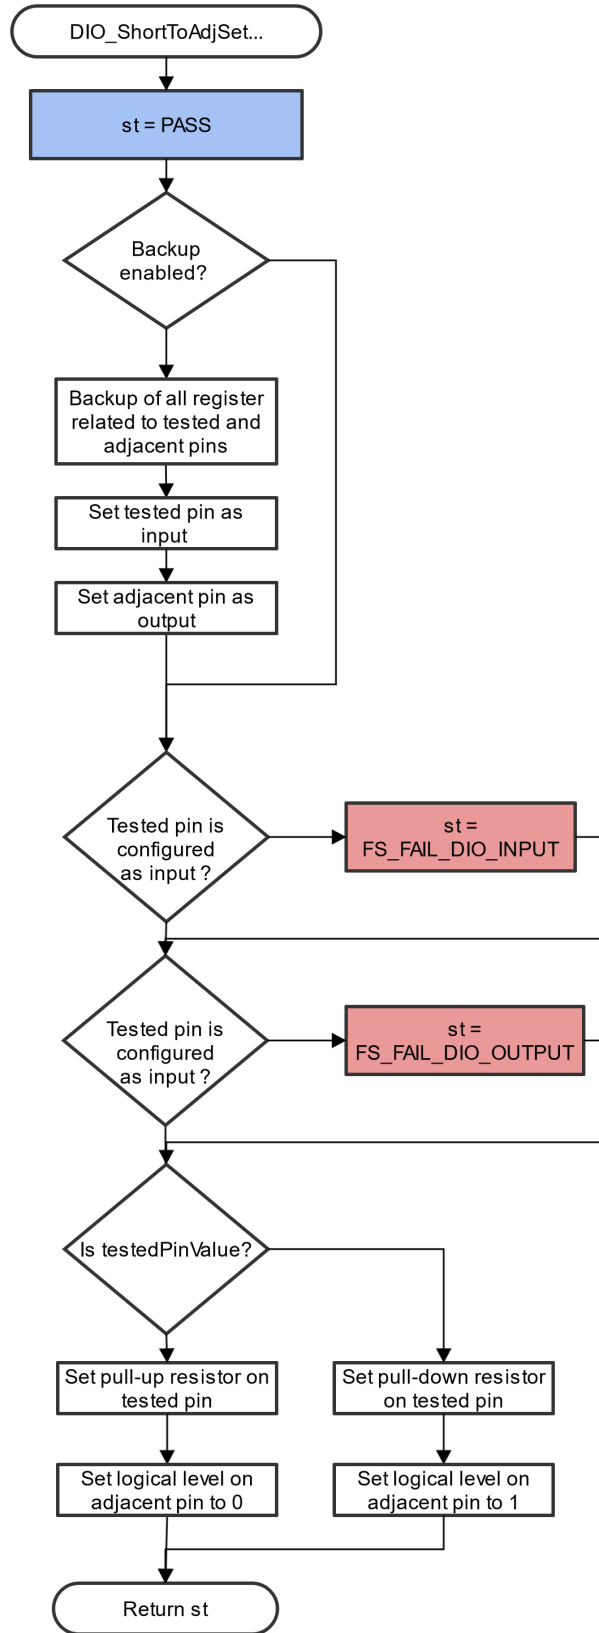 DIO_ShortToAdjSet...
st = PASS
Backup
enabled?
Backup of all register
related to tested and
adjacent pins
Set tested pin as
input
Set adjacent pin as
output
Tested pin is
configured
as input ?
st =
FS_FAIL_DIO_INPUT
Tested pin is
configured
as input ?
st =
FS_FAIL_DIO_OUTPUT
Is testedPinValue?
Set pull-up resistor on
tested pin
Set pull-down resistor
on tested pin
Set logical level on
adjacent pin to 0
Set logical level on
adjacent pin to 1
Return st